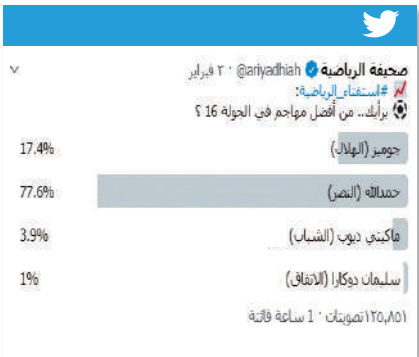 صحيفة الرياضية @ariyadhiah · ٢ فبراير
#استفتاء_الرياضية:
برأيك.. من أفضل مهاجم في الجولة 16 ؟
جوميز (الهلال) 17.4%
حمدالله (النصر) 77.6%
ماكيتي ديوب (الشباب) 3.9%
سليمان دوكارا (الاتفاق) 1%
١٢٥,٨٥١ تصويتات · 1 ساعة فائتة